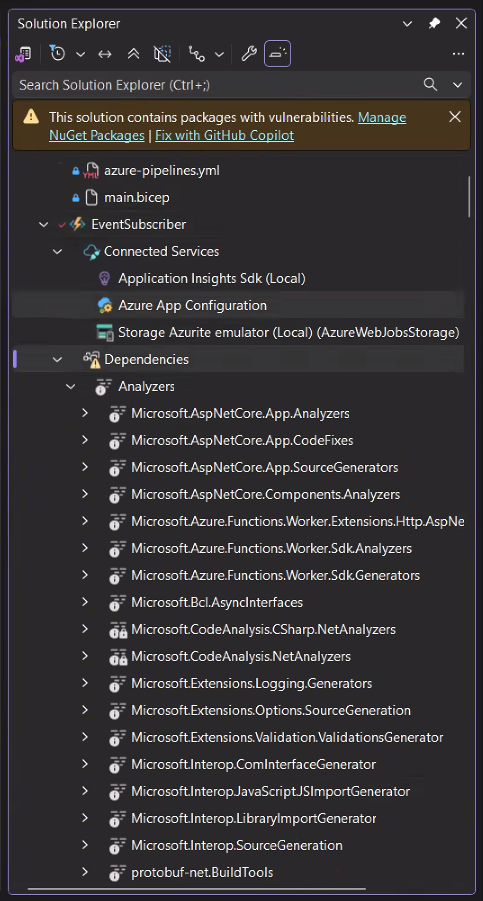 Solution Explorer
Search Solution Explorer (Ctrl+;)
This solution contains packages with vulnerabilities. Manage
NuGet Packages | Fix with GitHub Copilot
YML azure-pipelines.yml
main.bicep
EventSubscriber
Connected Services
Application Insights Sdk (Local)
Azure App Configuration
Storage Azurite emulator (Local) (AzureWebJobsStorage)
Dependencies
Analyzers
Microsoft.AspNetCore.App.Analyzers
Microsoft.AspNetCore.App.CodeFixes
Microsoft.AspNetCore.App.SourceGenerators
Microsoft.AspNetCore.Components.Analyzers
Microsoft.Azure.Functions.Worker.Extensions.Http.AspNe
Microsoft.Azure.Functions.Worker.Sdk.Analyzers
Microsoft.Azure.Functions.Worker.Sdk.Generators
Microsoft.Bcl.AsyncInterfaces
Microsoft.CodeAnalysis.CSharp.NetAnalyzers
Microsoft.CodeAnalysis.NetAnalyzers
Microsoft.Extensions.Logging.Generators
Microsoft.Extensions.Options.SourceGeneration
Microsoft.Extensions.Validation.ValidationsGenerator
Microsoft.Interop.ComInterfaceGenerator
Microsoft.Interop.JavaScript.JSImportGenerator
Microsoft.Interop.LibraryImportGenerator
Microsoft.Interop.SourceGeneration
protobuf-net.BuildTools